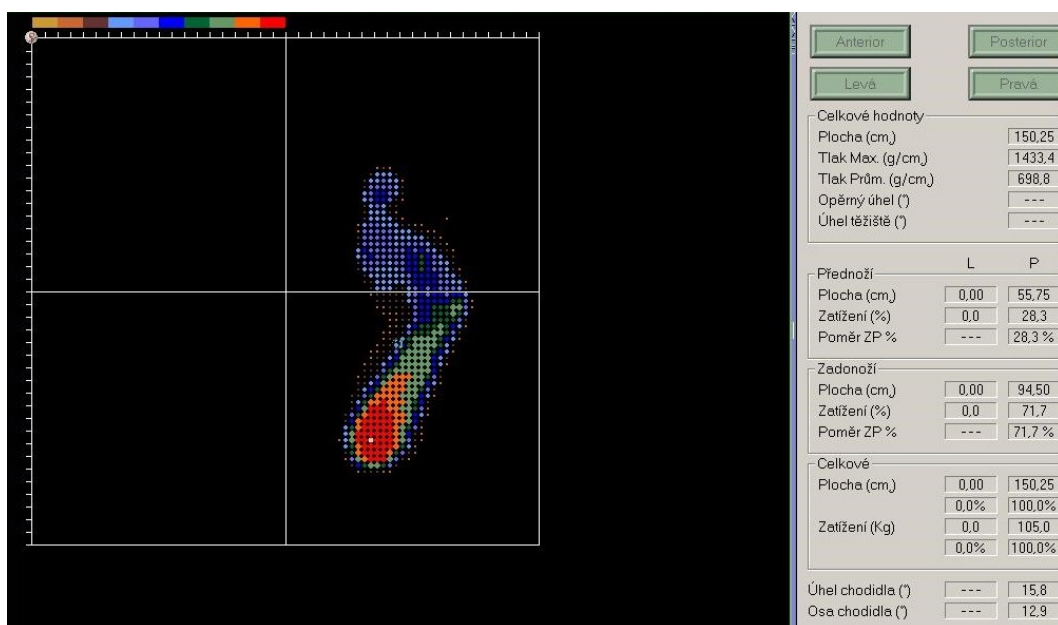 Anterior Posterior
Levá Pravá
Celkové hodnoty
Plocha (cm,) 150,25
Tlak Max. (g/cm,) 1433,4
Tlak Prům. (g/cm,) 698,8
Opěrný úhel (°) ---
Úhel těžiště (°) ---
L P
Přednoží
Plocha (cm,) 0,00 55,75
Zatížení (%) 0,0 28,3
Poměr ZP % --- 28,3 %
Zadonoží
Plocha (cm,) 0,00 94,50
Zatížení (%) 0,0 71,7
Poměr ZP % --- 71,7 %
Celkové
Plocha (cm,) 0,00 150,25
0,0% 100,0%
Zatížení (Kg) 0,0 105,0
0,0% 100,0%
Úhel chodidla (°) --- 15,8
Osa chodidla (°) --- 12,9